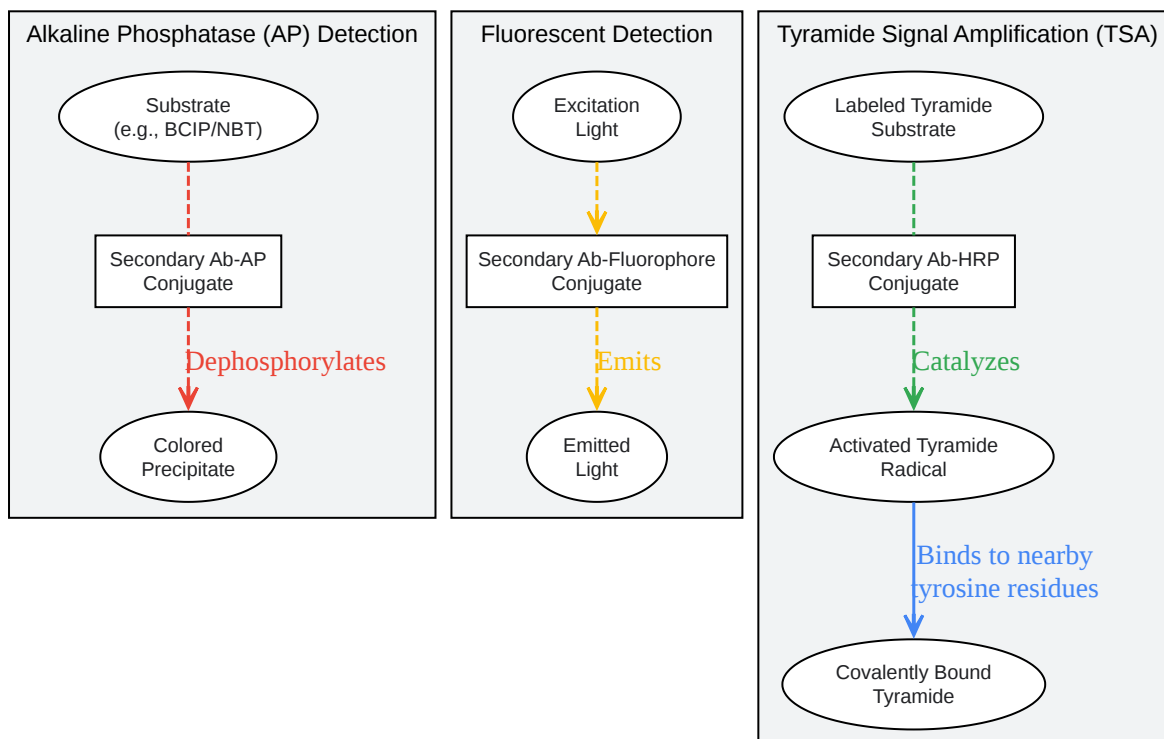 Alkaline Phosphatase (AP) Detection
Substrate
(e.g., BCIP/NBT)
Secondary Ab-AP
Conjugate
Dephosphorylates
Colored
Precipitate
Fluorescent Detection
Excitation
Light
Secondary Ab-Fluorophore
Conjugate
Emits
Emitted
Light
Tyramide Signal Amplification (TSA)
Labeled Tyramide
Substrate
Secondary Ab-HRP
Conjugate
Catalyzes
Activated Tyramide
Radical
Binds to nearby
tyrosine residues
Covalently Bound
Tyramide